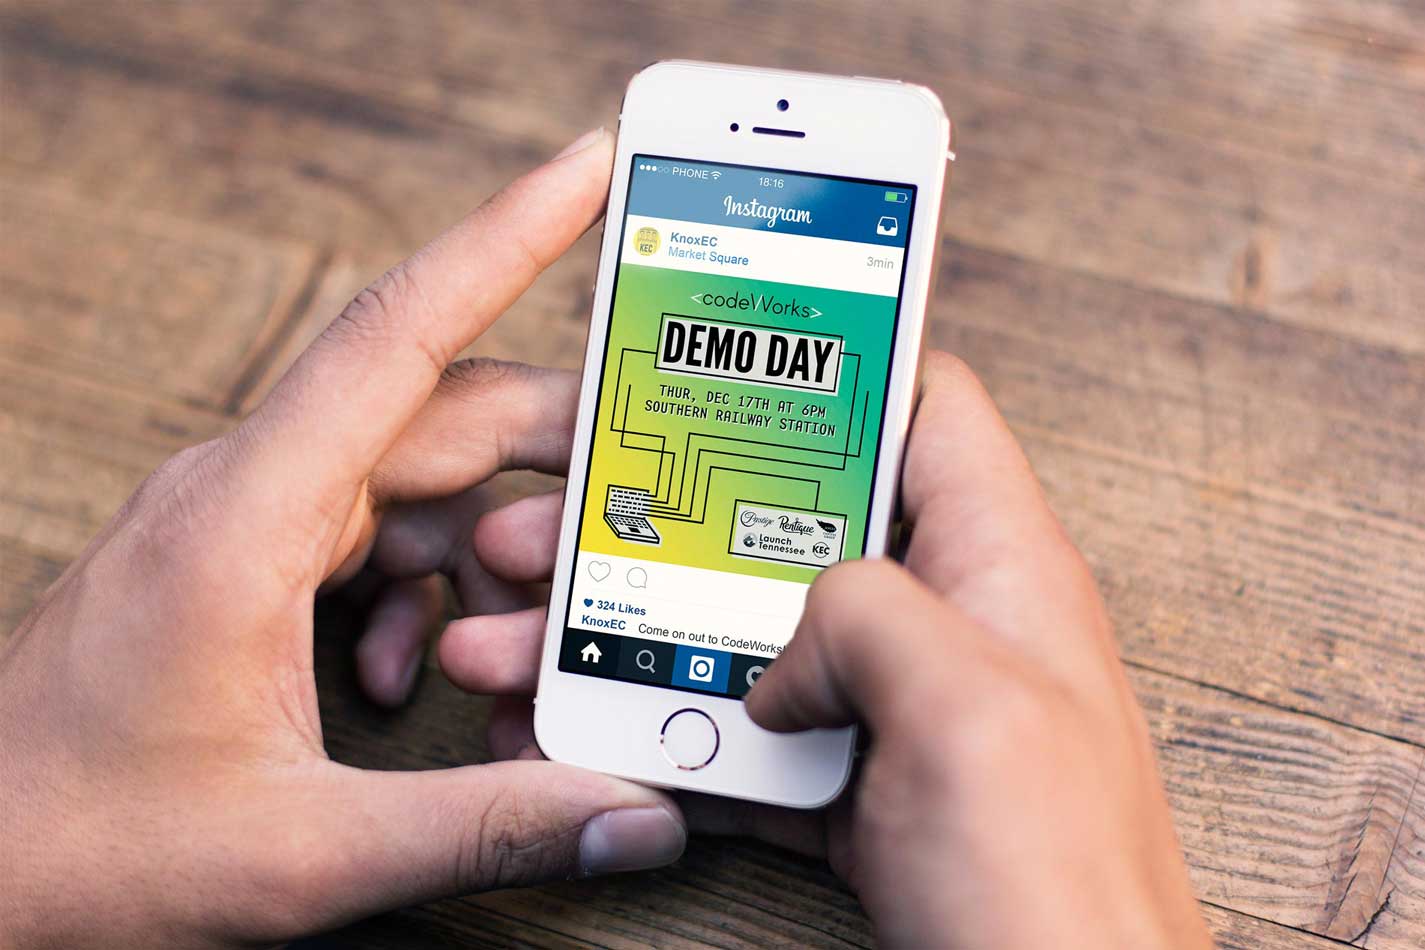 PHONE
18:16
Instagram
KnoxEC
Market Square
3min
KEC
<codeWorks>
DEMO DAY
THUR, DEC 17TH AT 6PM
SOUTHERN RAILWAY STATION
Prestige Rentique
Launch
Tennessee
KEC
324 Likes
KnoxEC Come on out to CodeWorks